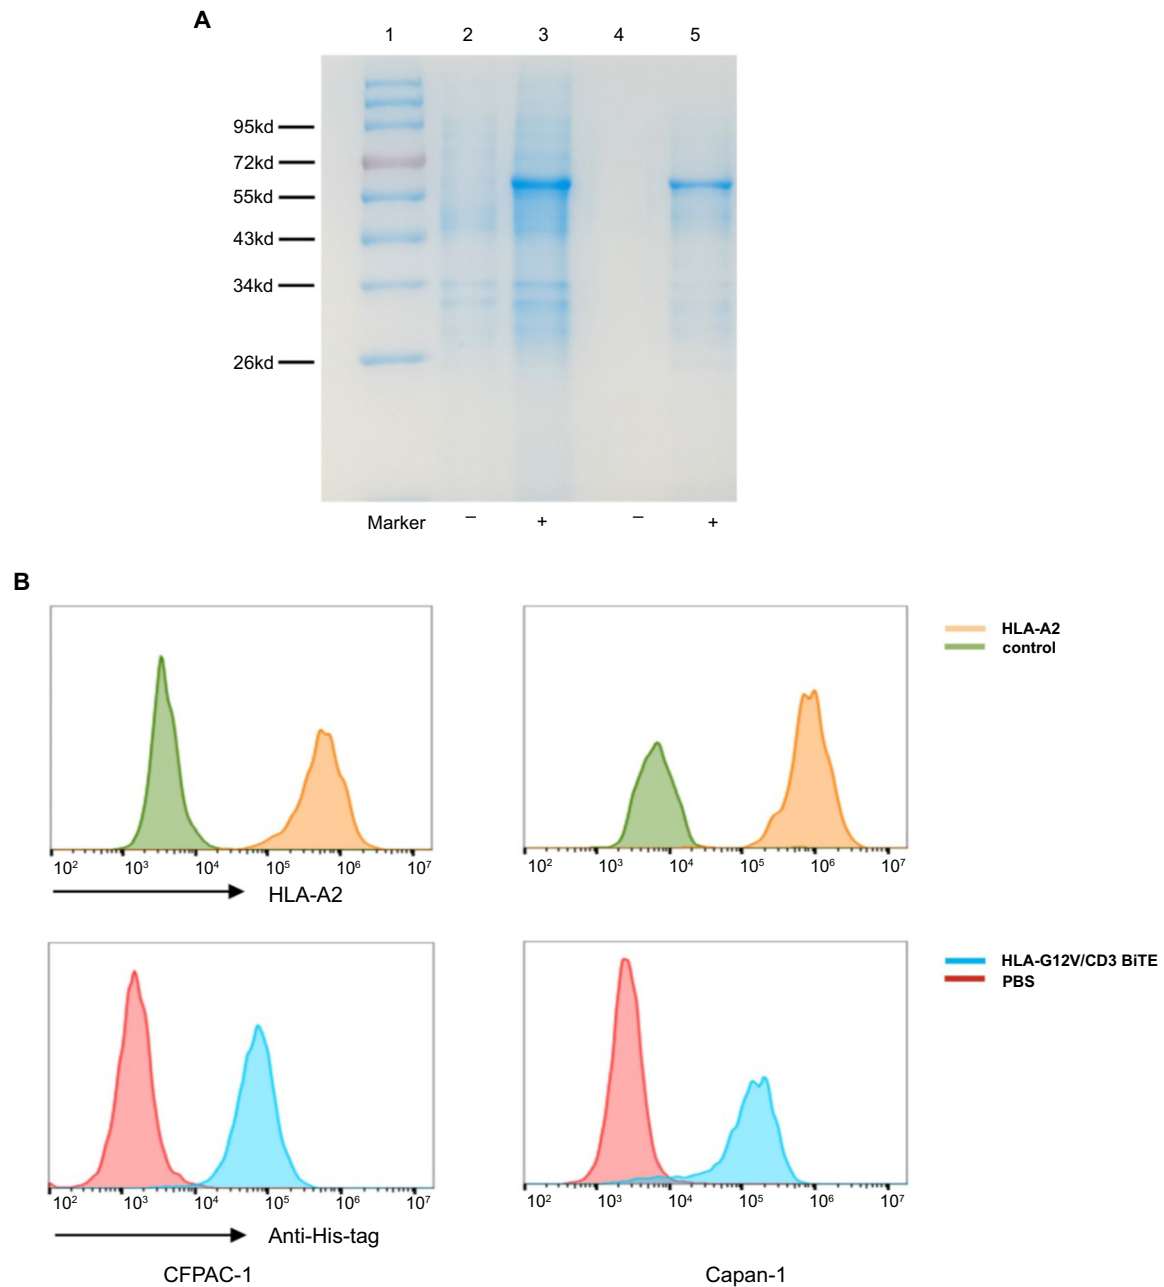 A
1 2 3 4 5
95kd
72kd
55kd
43kd
34kd
26kd
Marker − + − +
B
HLA-A2
control
10² 10³ 10⁴ 10⁵ 10⁶ 10⁷
10² 10³ 10⁴ 10⁵ 10⁶ 10⁷
HLA-A2
HLA-G12V/CD3 BiTE
PBS
10² 10³ 10⁴ 10⁵ 10⁶ 10⁷
10² 10³ 10⁴ 10⁵ 10⁶ 10⁷
Anti-His-tag
CFPAC-1
Capan-1